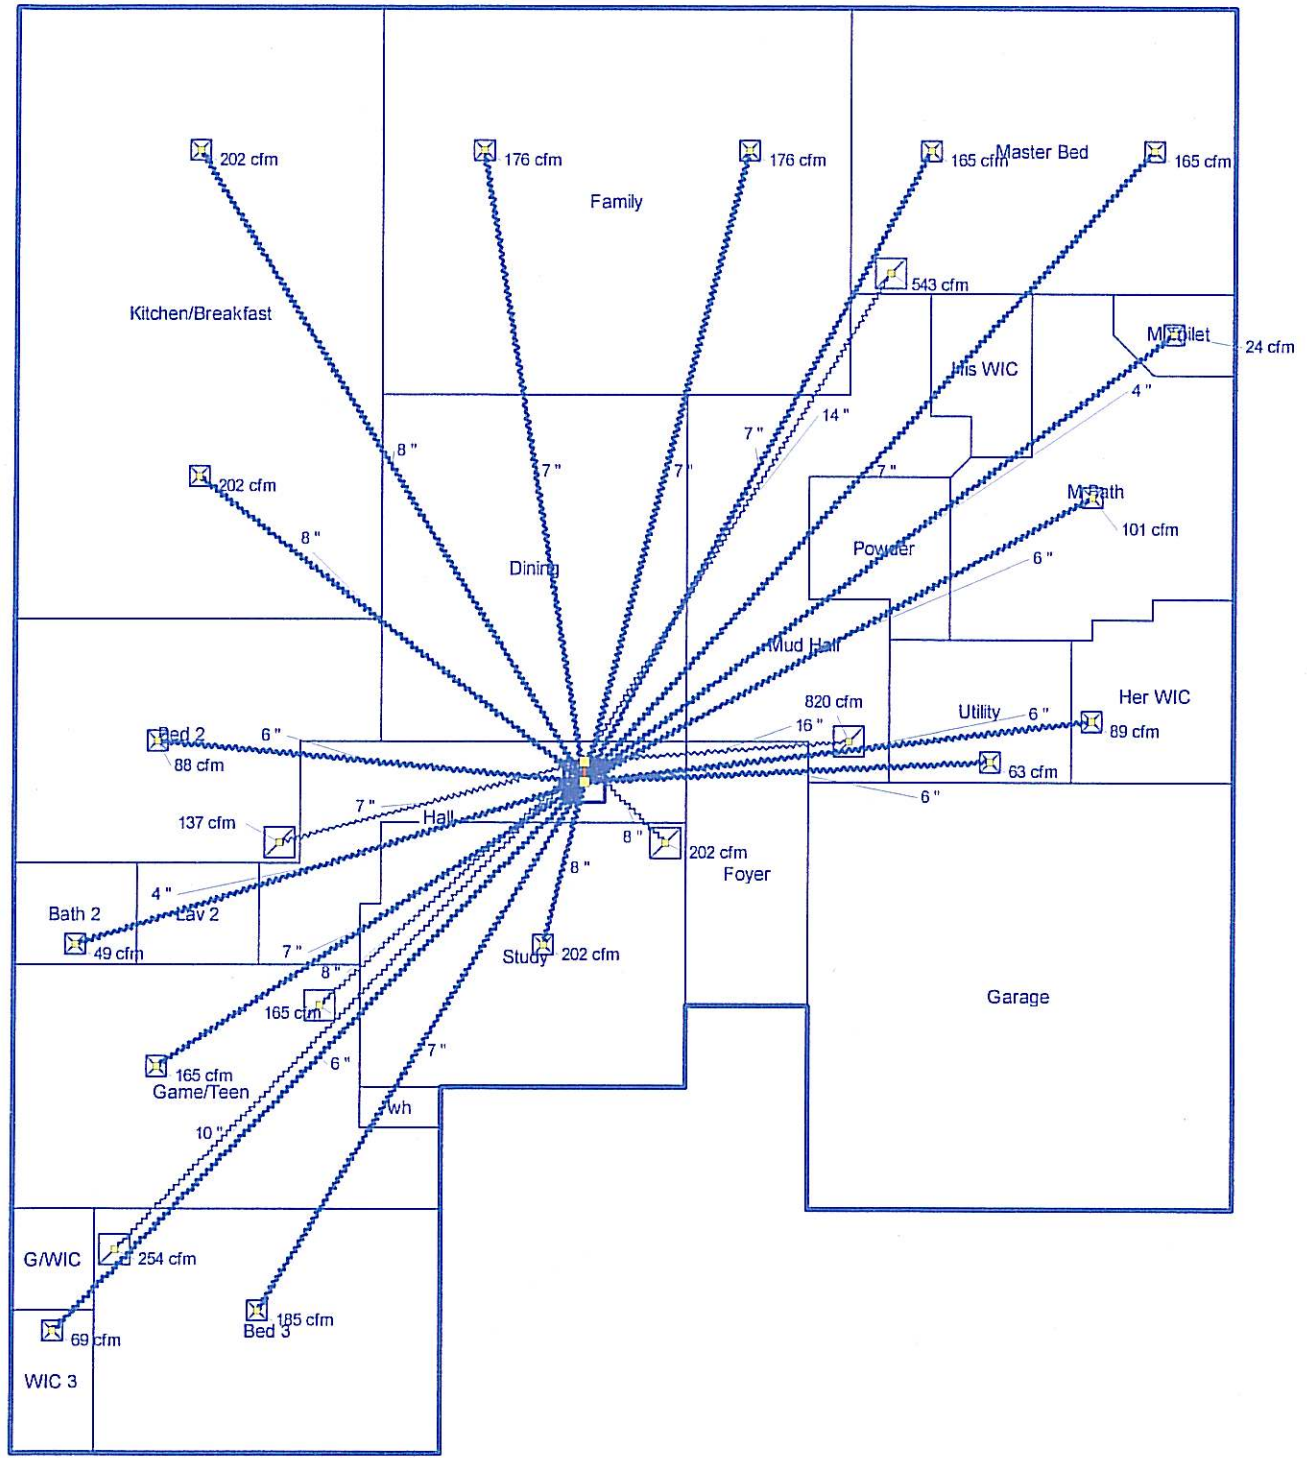 202 cfm
176 cfm
176 cfm
165 cfm
Master Bed
165 cfm
Family
543 cfm
Kitchen/Breakfast
M Toilet
24 cfm
His WIC
4 "
14 "
7 "
8 "
7 "
7 "
7 "
202 cfm
M Bath
101 cfm
8 "
Powder
6 "
Dining
Mud Hall
Her WIC
820 cfm
Utility
6 "
16 "
89 cfm
Bed 2
6 "
88 cfm
63 cfm
6 "
7 "
137 cfm
Hall
8 "
202 cfm
8 "
Foyer
4 "
Bath 2
Lav 2
49 cfm
7 "
Study
202 cfm
8 "
Garage
165 cfm
7 "
6 "
165 cfm
Game/Teen
wh
10 "
G/WIC
254 cfm
185 cfm
Bed 3
69 cfm
WIC 3